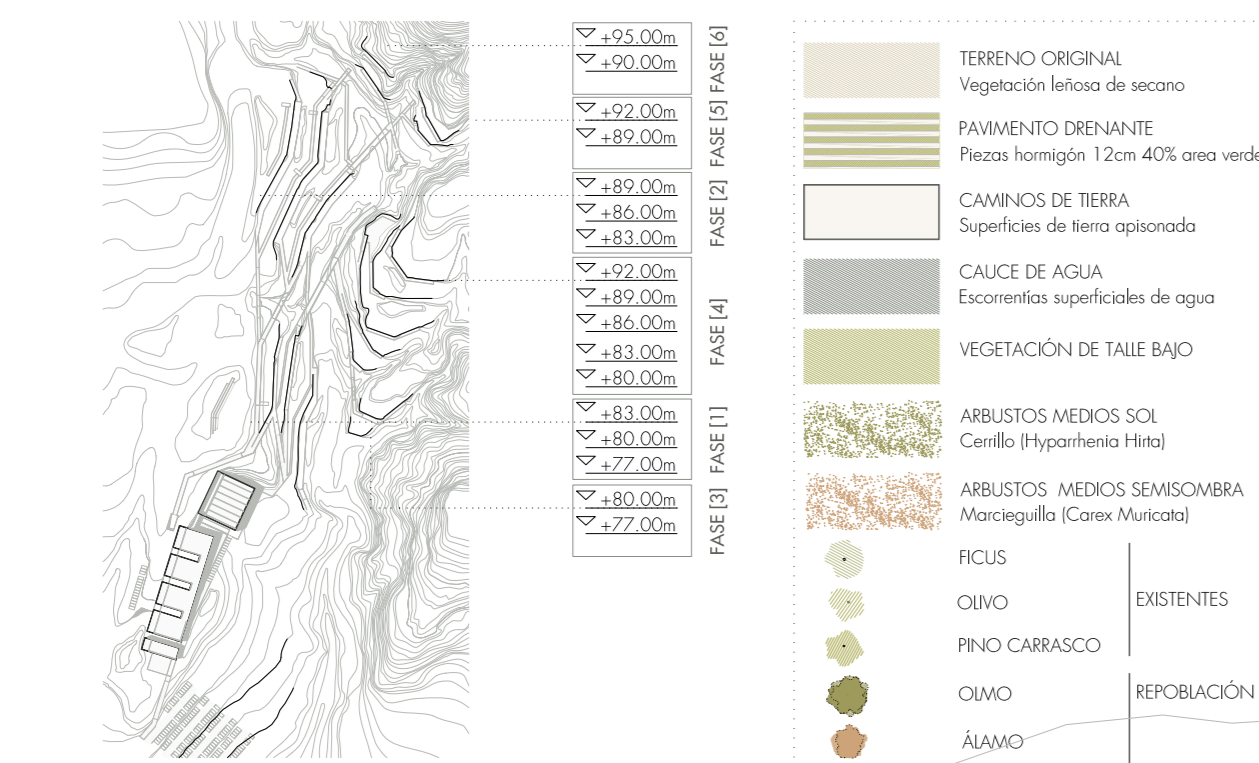 +95.00m
+90.00m
FASE [6]
+92.00m
+89.00m
FASE [5]
+89.00m
+86.00m
+83.00m
FASE [2]
+92.00m
+89.00m
+86.00m
+83.00m
+80.00m
FASE [4]
+83.00m
+80.00m
+77.00m
FASE [1]
+80.00m
+77.00m
FASE [3]
TERRENO ORIGINAL
Vegetación leñosa de secano
PAVIMENTO DRENANTE
Piezas hormigón 12cm 40% area verde
CAMINOS DE TIERRA
Superficies de tierra apisonada
CAUCE DE AGUA
Escorrentías superficiales de agua
VEGETACIÓN DE TALLE BAJO
ARBUSTOS MEDIOS SOL
Cerrillo (Hyparrhenia Hirta)
ARBUSTOS MEDIOS SEMISOMBRA
Marcieguilla (Carex Muricata)
FICUS
OLIVO
PINO CARRASCO
EXISTENTES
OLMO
ÁLAMO
REPOBLACIÓN